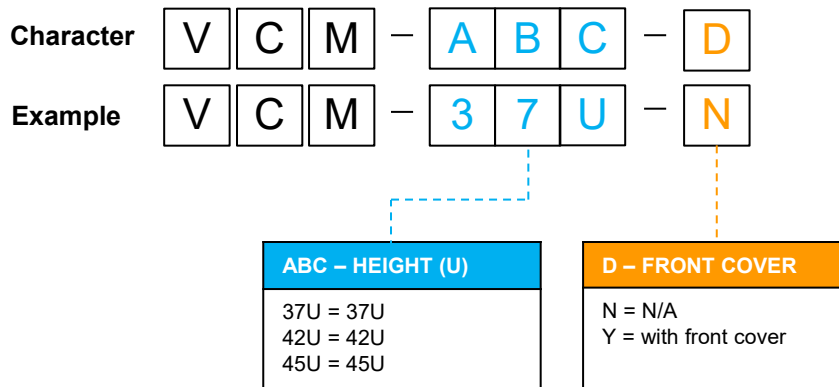 Character V C M – A B C – D
Example V C M – 3 7 U – N
ABC – HEIGHT (U)
37U = 37U
42U = 42U
45U = 45U
D – FRONT COVER
N = N/A
Y = with front cover